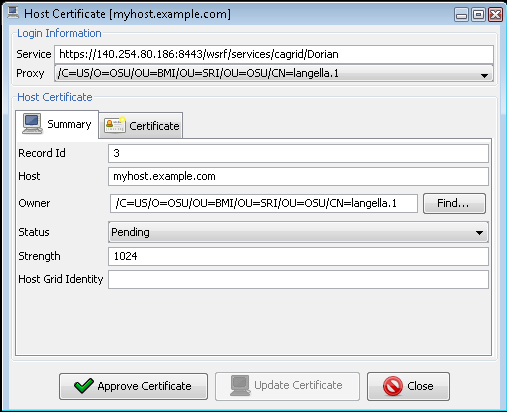 Host Certificate [myhost.example.com]
Login Information
Service https://140.254.80.186:8443/wsrf/services/cagrid/Dorian
Proxy /C=US/O=OSU/OU=BMI/OU=SRI/OU=OSU/CN=langella.1
Host Certificate
Summary Certificate
Record Id 3
Host myhost.example.com
Owner /C=US/O=OSU/OU=BMI/OU=SRI/OU=OSU/CN=langella.1 Find...
Status Pending
Strength 1024
Host Grid Identity
Approve Certificate Update Certificate Close